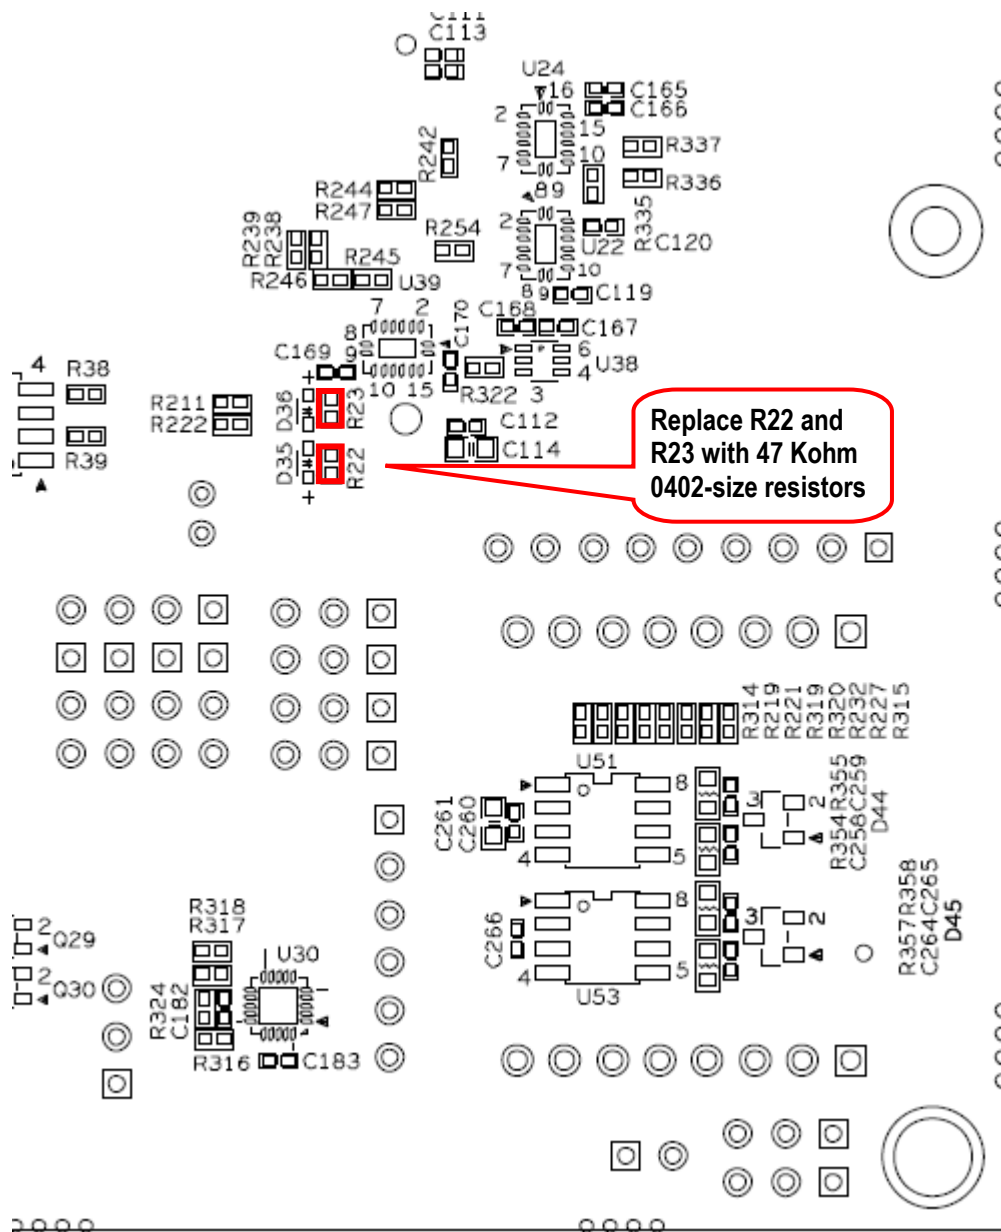 C111
C113
U24
16
C165
C166
2
15
7
10
R337
R336
R242
R244
R247
89
2
R335
C120
U22
R254
R239
R238
R245
R246
U39
7
10
8
9
C119
7
2
C170
C168
C167
8
9
6
4
U38
C169
10
15
R322
3
4
R38
R39
R211
R222
+
D36
R23
D35
R22
+
C112
C114
Replace R22 and
R23 with 47 Kohm
0402-size resistors
R314
R219
R221
R319
R320
R232
R227
R315
U51
8
C261
C260
4
5
3
2
R354
R355
C258
C259
D44
8
C266
4
5
U53
3
2
R357
R358
C264
C265
D45
2
Q29
2
Q30
R318
R317
U30
R324
C182
R316
C183